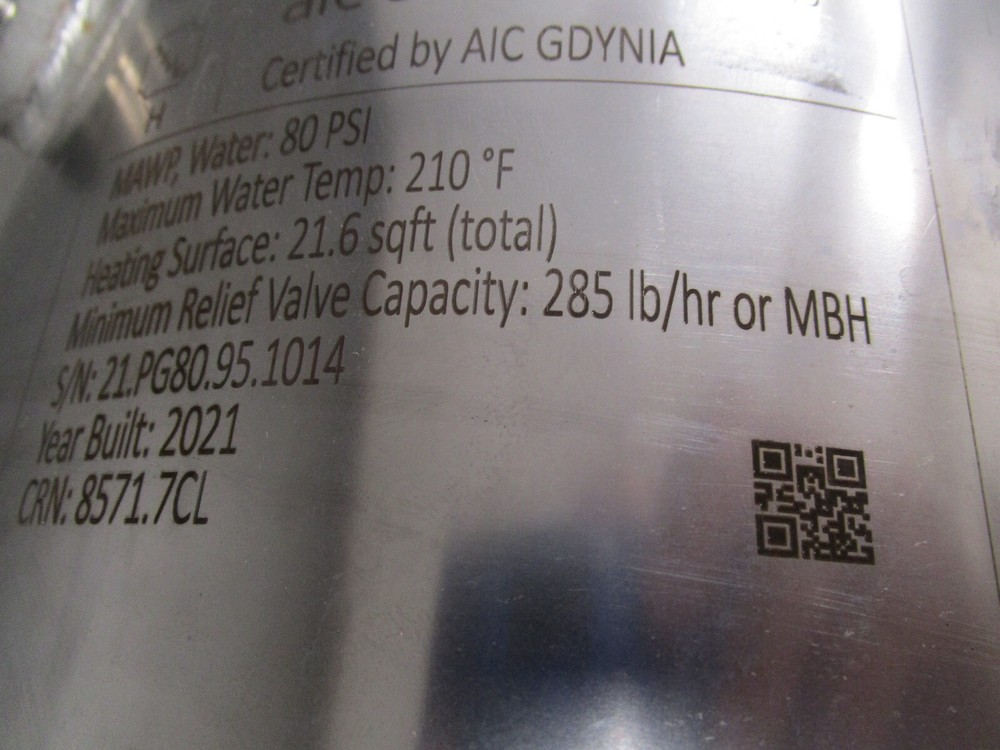 Certified by AIC GDYNIA
H
MAWP, Water: 80 PSI
Maximum Water Temp: 210 °F
Heating Surface: 21.6 sqft (total)
Minimum Relief Valve Capacity: 285 lb/hr or MBH
S/N: 21.PG80.95.1014
Year Built: 2021
CRN: 8571.7CL